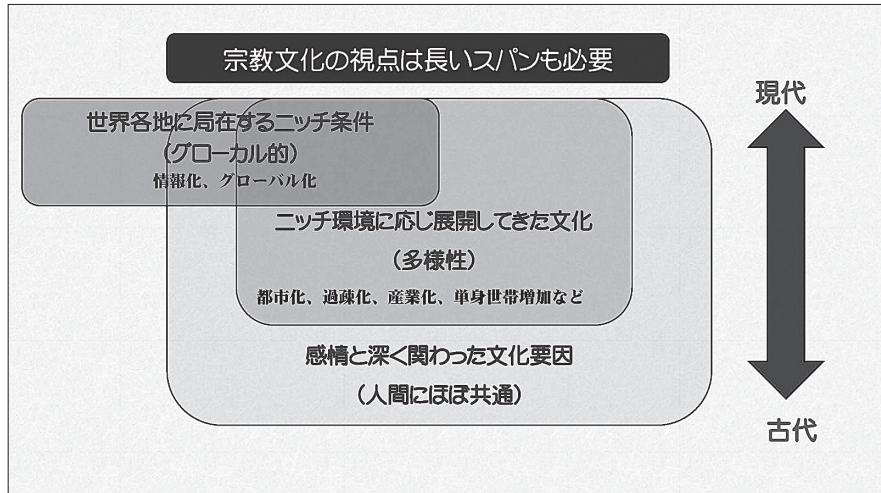 宗教文化の視点は長いスパンも必要
世界各地に局在するニッチ条件
(グローカル的)
情報化、グローバル化
ニッチ環境に応じ展開してきた文化
(多様性)
都市化、過疎化、産業化、単身世帯増加など
感情と深く関わった文化要因
(人間にほぼ共通)
現代
古代